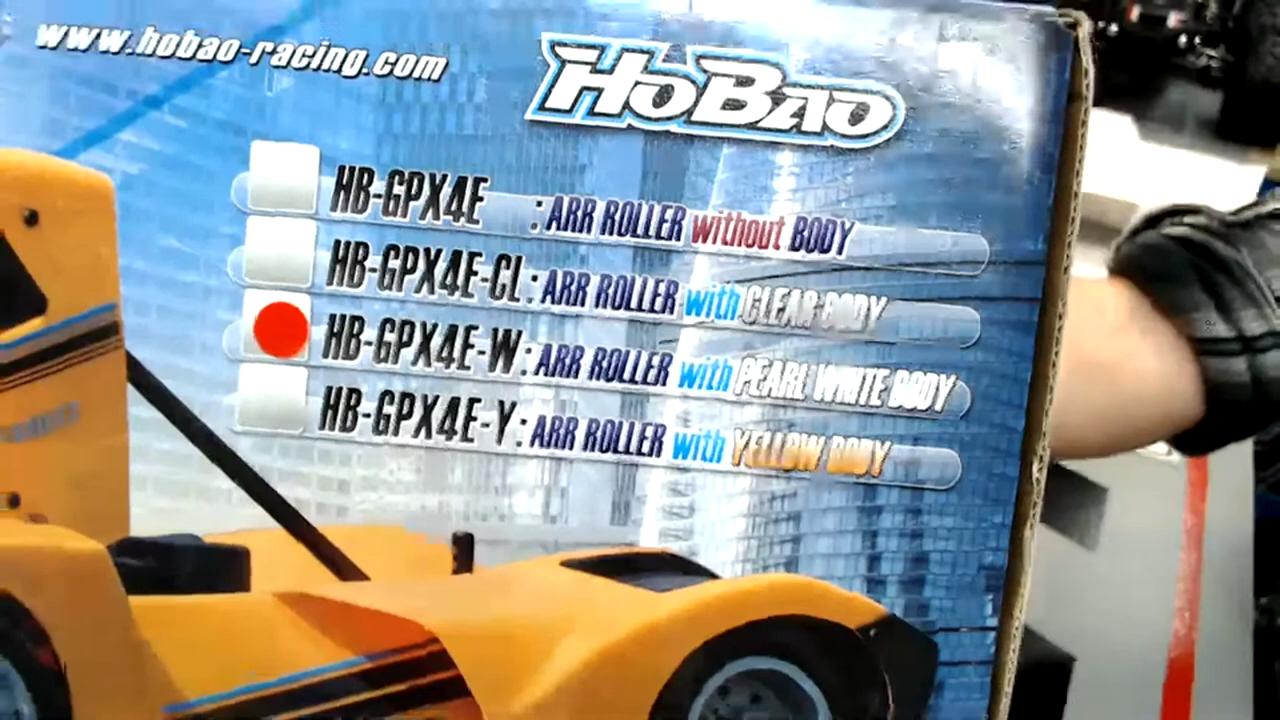 www.hobao-racing.com
HOBAO
HB-GPX4E : ARR ROLLER without BODY
HB-GPX4E-CL : ARR ROLLER with CLEAR BODY
HB-GPX4E-W : ARR ROLLER with PEARL WHITE BODY
HB-GPX4E-Y : ARR ROLLER with YELLOW BODY